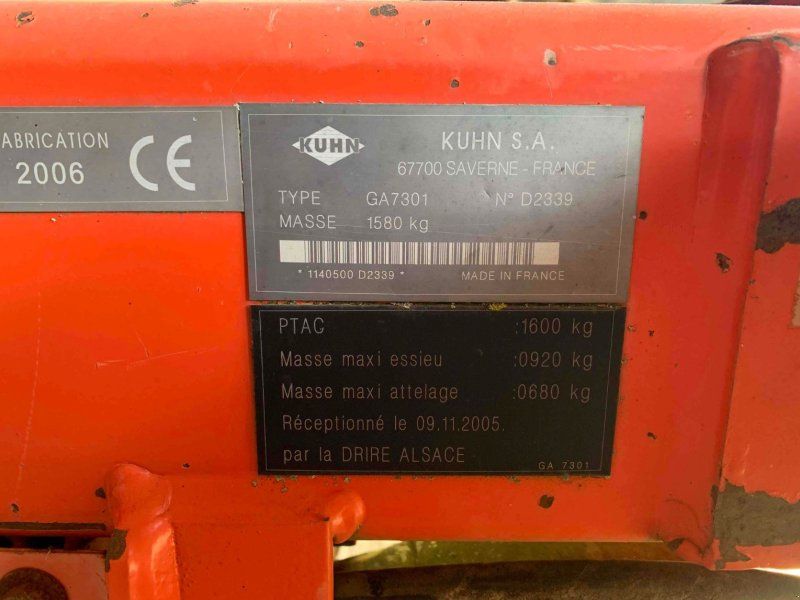 ABRICATION
2006
CE
KUHN
KUHN S.A.
67700 SAVERNE - FRANCE
TYPE GA7301 N° D2339
MASSE 1580 kg
* 1140500 D2339 *
MADE IN FRANCE
PTAC :1600 kg
Masse maxi essieu :0920 kg
Masse maxi attelage :0680 kg
Réceptionné le 09.11.2005.
par la DRIRE ALSACE
GA 7301